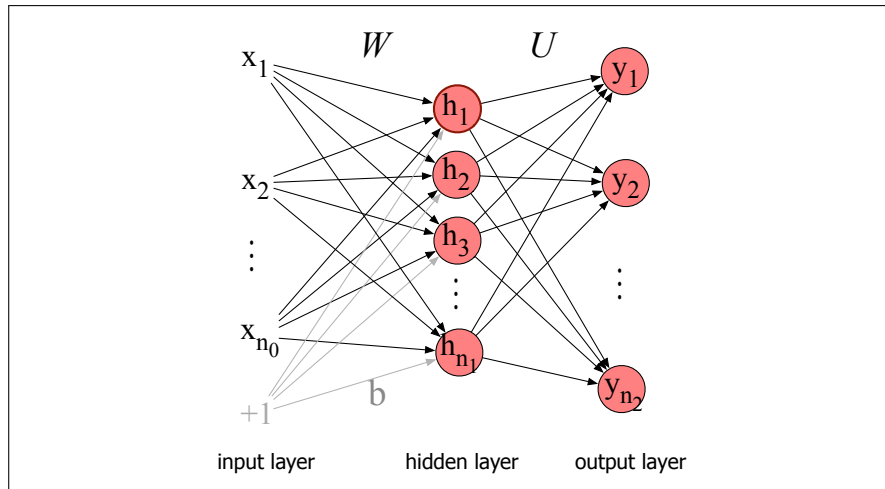 W U
x1 h1 y1
x2 h2 y2
h3
⋮ ⋮ ⋮
xn0 hn1
yn2
+1 b
input layer hidden layer output layer